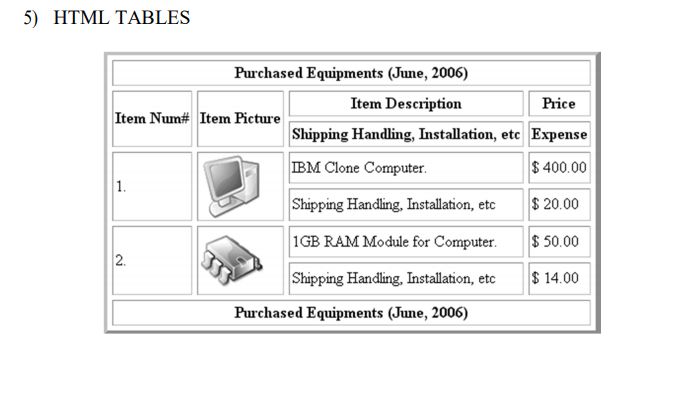 5) HTML TABLES
Purchased Equipments (June, 2006)
Item Num# Item Picture Item Description Price
Shipping Handling, Installation, etc Expense
1. IBM Clone Computer. $ 400.00
Shipping Handling, Installation, etc $ 20.00
2. 1GB RAM Module for Computer. $ 50.00
Shipping Handling, Installation, etc $ 14.00
Purchased Equipments (June, 2006)